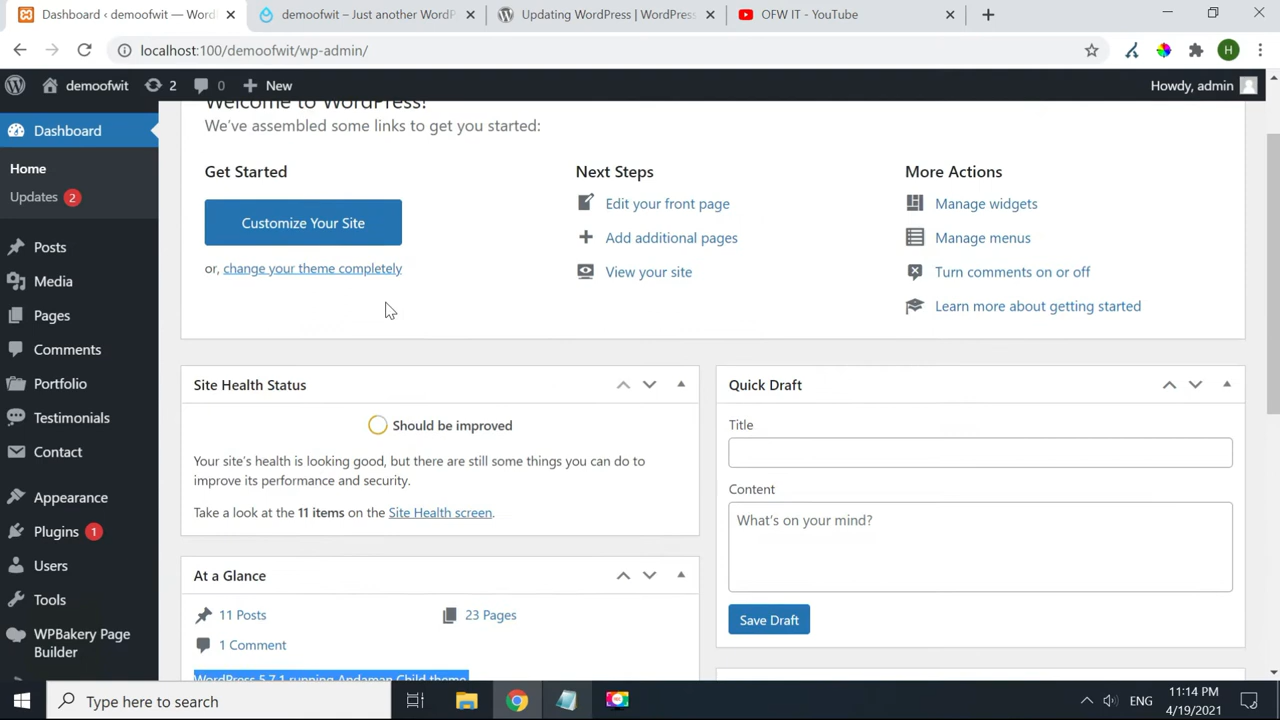 Dashboard ‹ demoofwit — Word
demoofwit – Just another WordP
Updating WordPress | WordPress
OFW IT - YouTube
localhost:100/demoofwit/wp-admin/
H
demoofwit
2
0
New
Howdy, admin
Dashboard
Home
Updates 2
Posts
Media
Pages
Comments
Portfolio
Testimonials
Contact
Appearance
Plugins 1
Users
Tools
WPBakery Page
Builder
Welcome to WordPress!
We've assembled some links to get you started:
Get Started
Customize Your Site
or, change your theme completely
Next Steps
Edit your front page
Add additional pages
View your site
More Actions
Manage widgets
Manage menus
Turn comments on or off
Learn more about getting started
Site Health Status
Should be improved
Your site's health is looking good, but there are still some things you can do to
improve its performance and security.
Take a look at the 11 items on the Site Health screen.
At a Glance
11 Posts
23 Pages
1 Comment
WordPress 5.7.1 running Andaman Child theme
Quick Draft
Title
Content
What's on your mind?
Save Draft
Type here to search
ENG
11:14 PM
4/19/2021